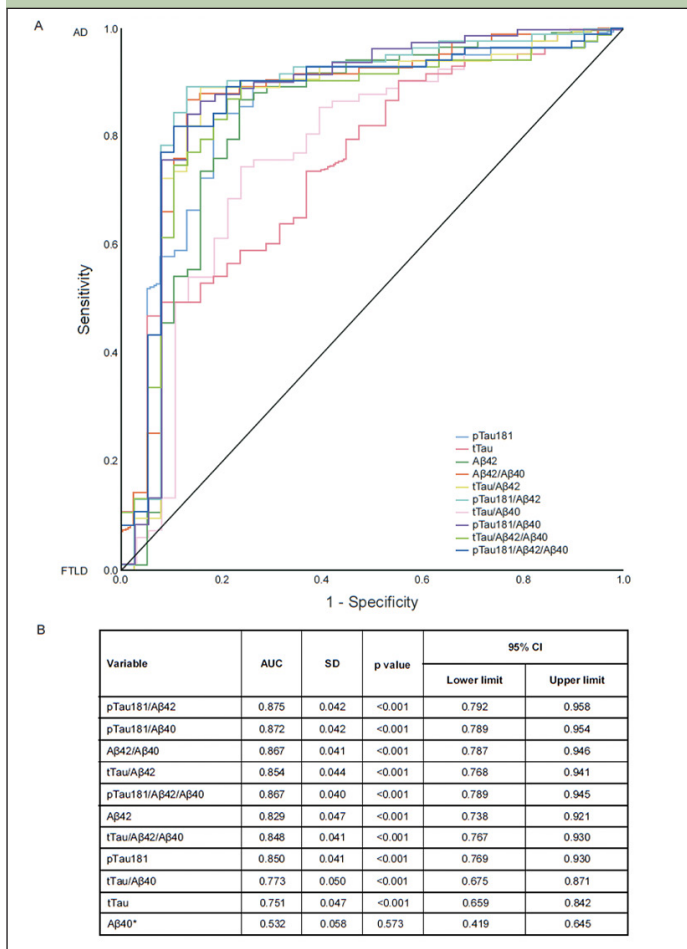 A
AD
1.0
0.8
0.6
0.4
0.2
0.0
FTLD
Sensitivity
0.0
0.2
0.4
0.6
0.8
1.0
1 - Specificity
pTau181
tTau
Aβ42
Aβ42/Aβ40
tTau/Aβ42
pTau181/Aβ42
tTau/Aβ40
pTau181/Aβ40
tTau/Aβ42/Aβ40
pTau181/Aβ42/Aβ40
B
Variable AUC SD p value 95% CI
Lower limit Upper limit
pTau181/Aβ42 0.875 0.042 <0.001 0.792 0.958
pTau181/Aβ40 0.872 0.042 <0.001 0.789 0.954
Aβ42/Aβ40 0.867 0.041 <0.001 0.787 0.946
tTau/Aβ42 0.854 0.044 <0.001 0.768 0.941
pTau181/Aβ42/Aβ40 0.867 0.040 <0.001 0.789 0.945
Aβ42 0.829 0.047 <0.001 0.738 0.921
tTau/Aβ42/Aβ40 0.848 0.041 <0.001 0.767 0.930
pTau181 0.850 0.041 <0.001 0.769 0.930
tTau/Aβ40 0.773 0.050 <0.001 0.675 0.871
tTau 0.751 0.047 <0.001 0.659 0.842
Aβ40* 0.532 0.058 0.573 0.419 0.645